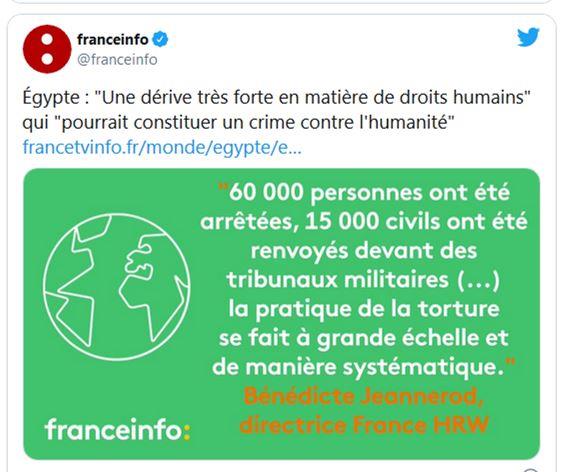 franceinfo
@franceinfo
Égypte : "Une dérive très forte en matière de droits humains"
qui "pourrait constituer un crime contre l'humanité"
francetvinfo.fr/monde/egypte/e...
"60 000 personnes ont été
arrêtées, 15 000 civils ont été
renvoyés devant des
tribunaux militaires (...)
la pratique de la torture
se fait à grande échelle et
de manière systématique."
Bénédicte Jeannerod,
directrice France HRW
franceinfo: